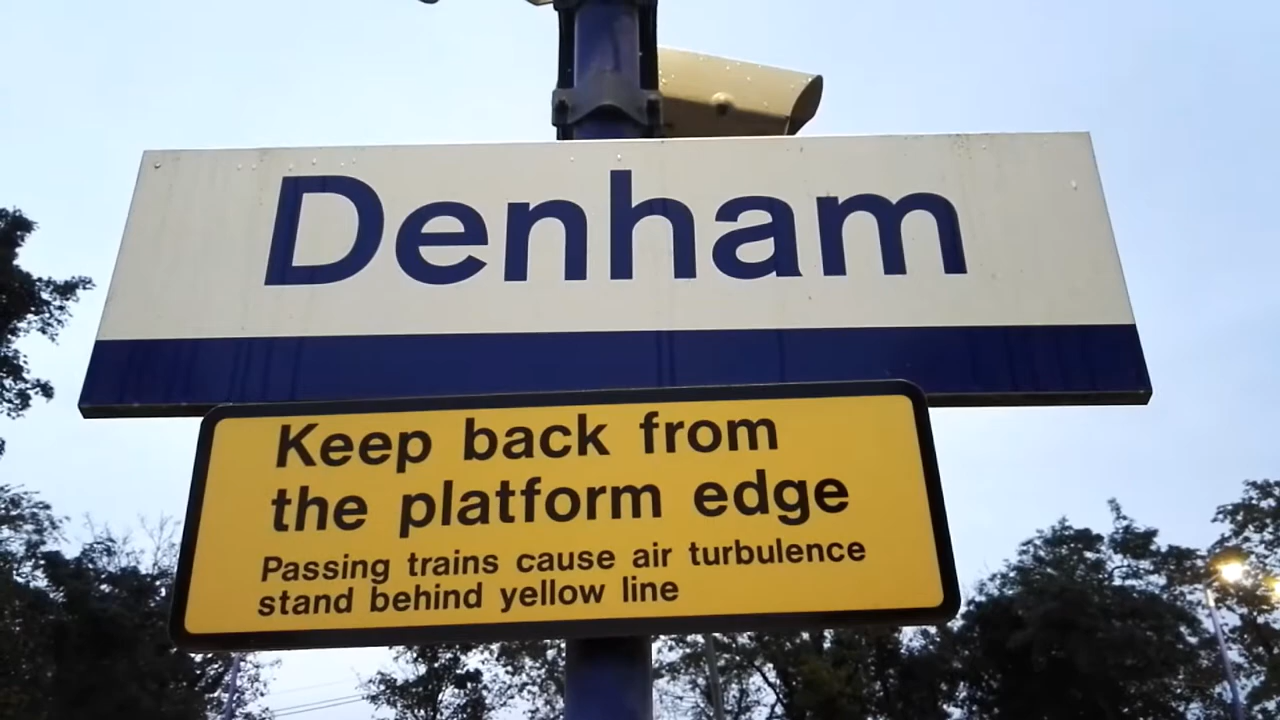 Denham
Keep back from
the platform edge
Passing trains cause air turbulence
stand behind yellow line